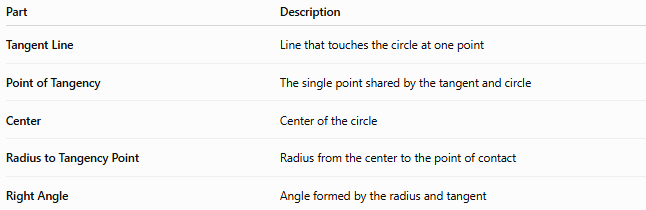 Part Description
Tangent Line Line that touches the circle at one point
Point of Tangency The single point shared by the tangent and circle
Center Center of the circle
Radius to Tangency Point Radius from the center to the point of contact
Right Angle Angle formed by the radius and tangent